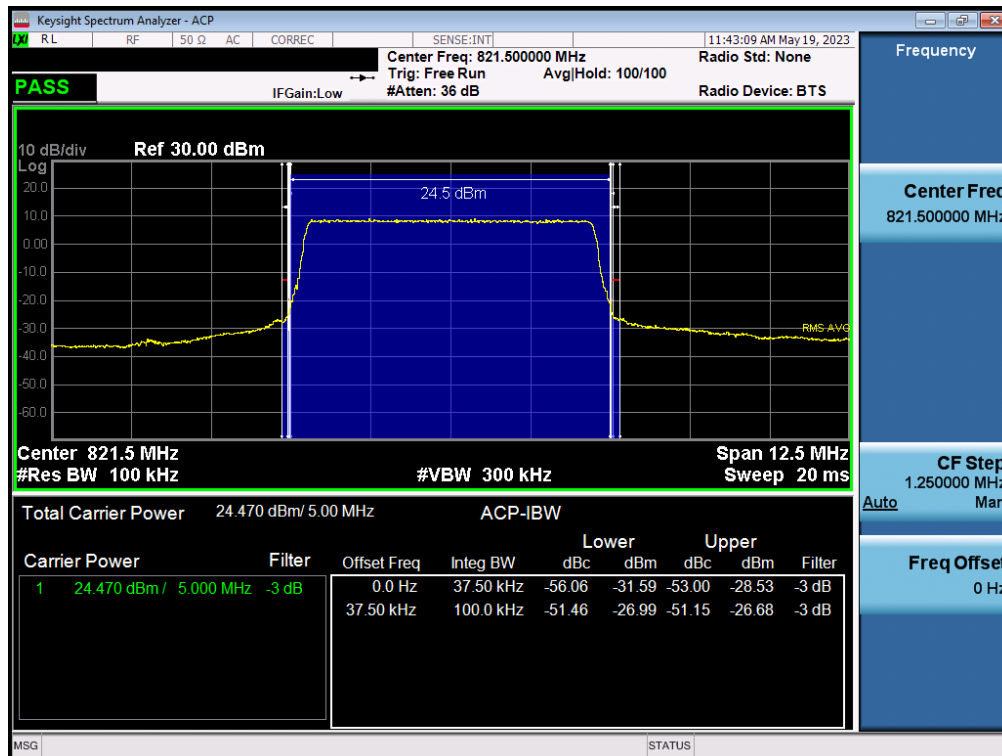 Keysight Spectrum Analyzer - ACP
LXI RL RF 50 Ω AC CORREC SENSE:INT 11:43:09 AM May 19, 2023
Center Freq: 821.500000 MHz Radio Std: None
Trig: Free Run Avg|Hold: 100/100
PASS IFGain:Low #Atten: 36 dB Radio Device: BTS
10 dB/div Ref 30.00 dBm
Log
20.0
10.0
0.00
-10.0
-20.0
-30.0
-40.0
-50.0
-60.0
24.5 dBm
RMS AVG
Center 821.5 MHz Span 12.5 MHz
#Res BW 100 kHz #VBW 300 kHz Sweep 20 ms
Total Carrier Power 24.470 dBm/ 5.00 MHz ACP-IBW
Lower Upper
Carrier Power Filter Offset Freq Integ BW dBc dBm dBc dBm Filter
1 24.470 dBm / 5.000 MHz -3 dB 0.0 Hz 37.50 kHz -56.06 -31.59 -53.00 -28.53 -3 dB
37.50 kHz 100.0 kHz -51.46 -26.99 -51.15 -26.68 -3 dB
MSG STATUS
Frequency
Center Freq
821.500000 MHz
CF Step
1.250000 MHz
Auto Man
Freq Offset
0 Hz